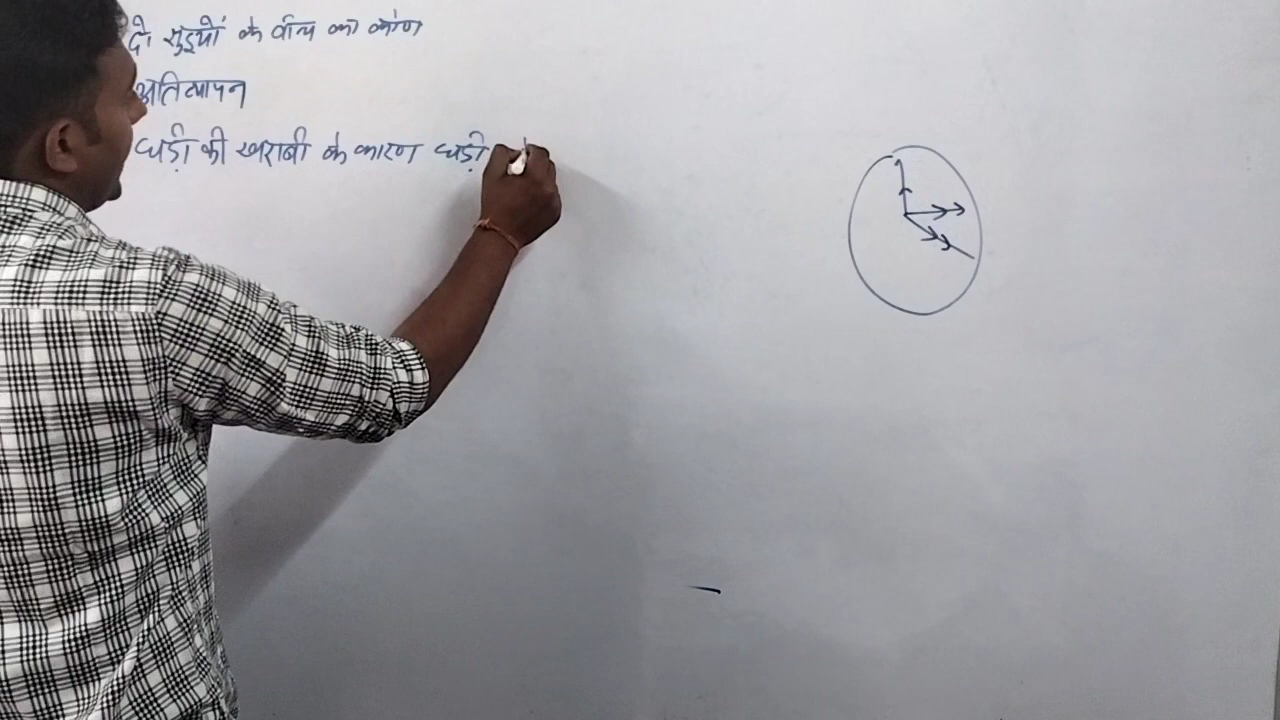 दो सुइयों के बीच का कोण
अतिव्यापन
घड़ी की खराबी के कारण घड़ी